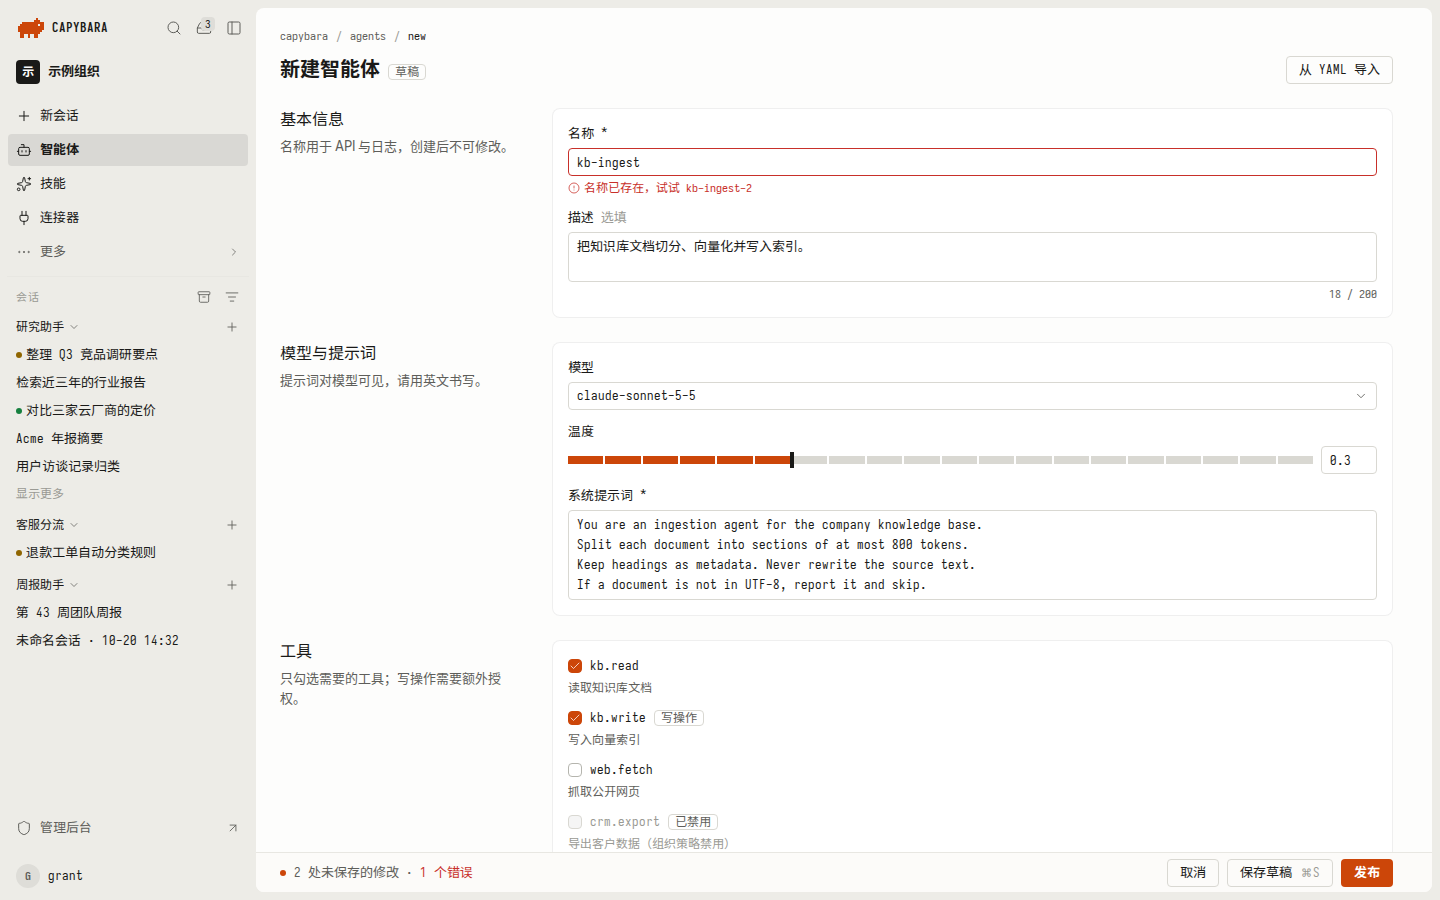 CAPYBARA
3
示 示例组织
新会话
智能体
技能
连接器
更多
会话
研究助手
整理 Q3 竞品调研要点
检索近三年的行业报告
对比三家云厂商的定价
Acme 年报摘要
用户访谈记录归类
显示更多
客服分流
退款工单自动分类规则
周报助手
第 43 周团队周报
未命名会话 · 10-20 14:32
管理后台
G grant
capybara / agents / new
新建智能体 草稿
从 YAML 导入
基本信息
名称用于 API 与日志，创建后不可修改。
名称 *
kb-ingest
名称已存在，试试 kb-ingest-2
描述 选填
把知识库文档切分、向量化并写入索引。
18 / 200
模型与提示词
提示词对模型可见，请用英文书写。
模型
claude-sonnet-5-5
温度
0.3
系统提示词 *
You are an ingestion agent for the company knowledge base.
Split each document into sections of at most 800 tokens.
Keep headings as metadata. Never rewrite the source text.
If a document is not in UTF-8, report it and skip.
工具
只勾选需要的工具；写操作需要额外授
权。
kb.read
读取知识库文档
kb.write 写操作
写入向量索引
web.fetch
抓取公开网页
crm.export 已禁用
导出客户数据（组织策略禁用）
2 处未保存的修改 · 1 个错误
取消
保存草稿 ⌘S
发布